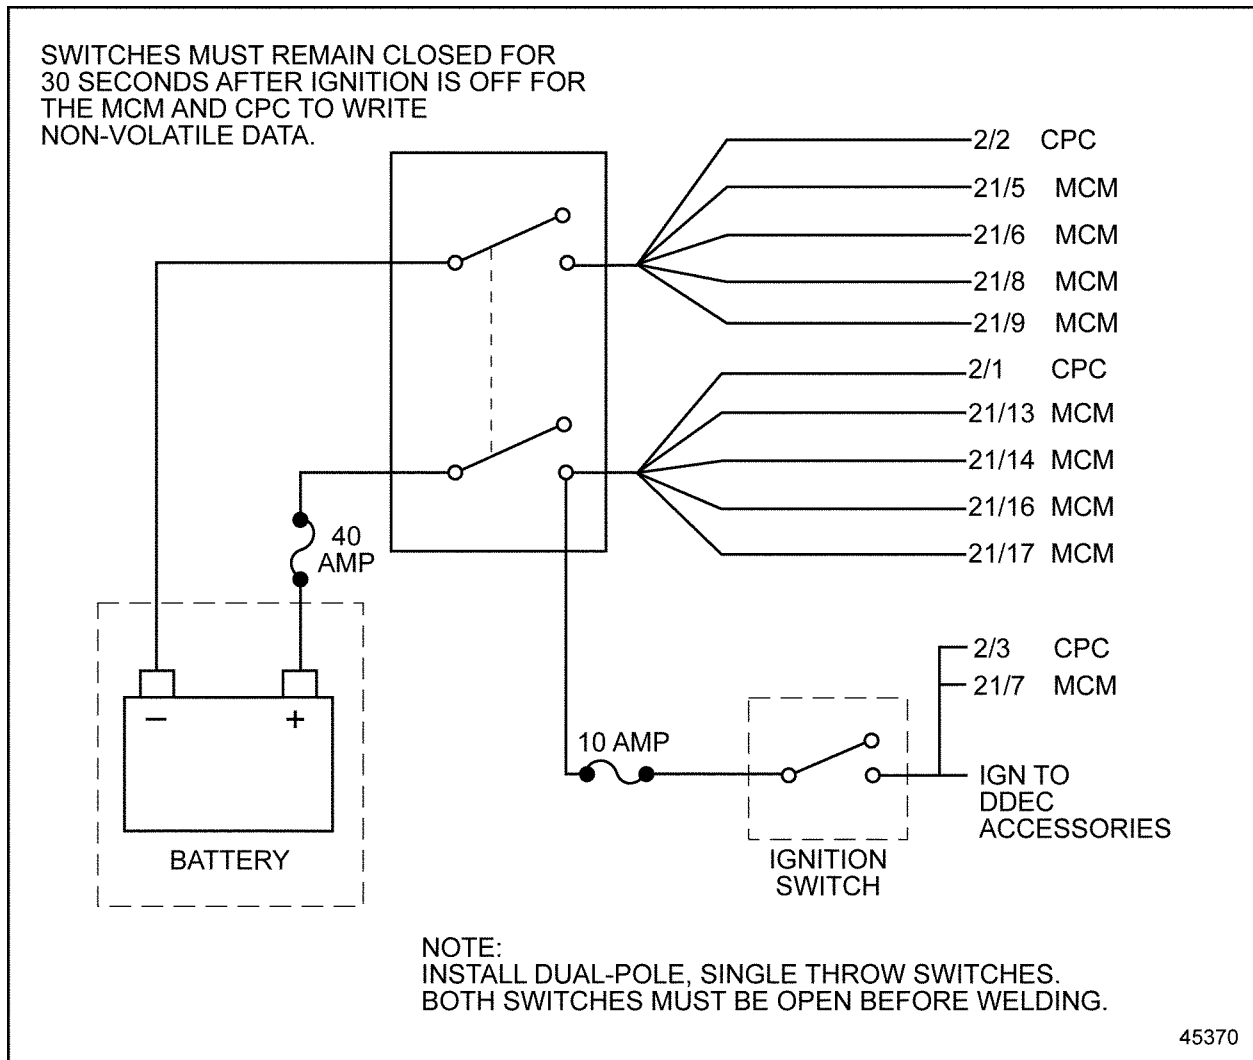 SWITCHES MUST REMAIN CLOSED FOR
30 SECONDS AFTER IGNITION IS OFF FOR
THE MCM AND CPC TO WRITE
NON-VOLATILE DATA.
2/2 CPC
21/5 MCM
21/6 MCM
21/8 MCM
21/9 MCM
2/1 CPC
21/13 MCM
21/14 MCM
21/16 MCM
21/17 MCM
40
AMP
2/3 CPC
21/7 MCM
− +
10 AMP
IGN TO
DDEC
ACCESSORIES
BATTERY
IGNITION
SWITCH
NOTE:
INSTALL DUAL-POLE, SINGLE THROW SWITCHES.
BOTH SWITCHES MUST BE OPEN BEFORE WELDING.
45370